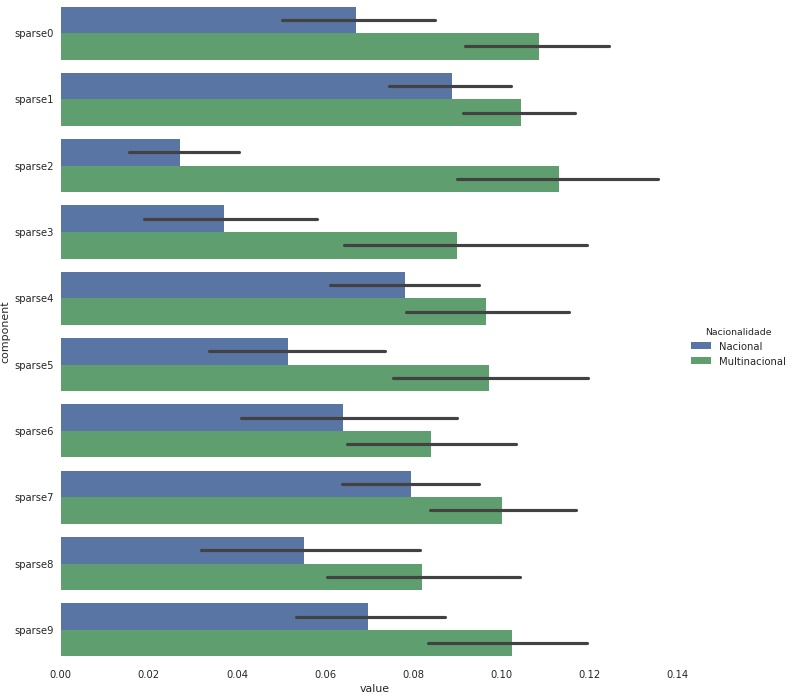 sparse0
sparse1
sparse2
sparse3
sparse4
sparse5
sparse6
sparse7
sparse8
sparse9
component
0.00 0.02 0.04 0.06 0.08 0.10 0.12 0.14
value
Nacionalidade
Nacional
Multinacional